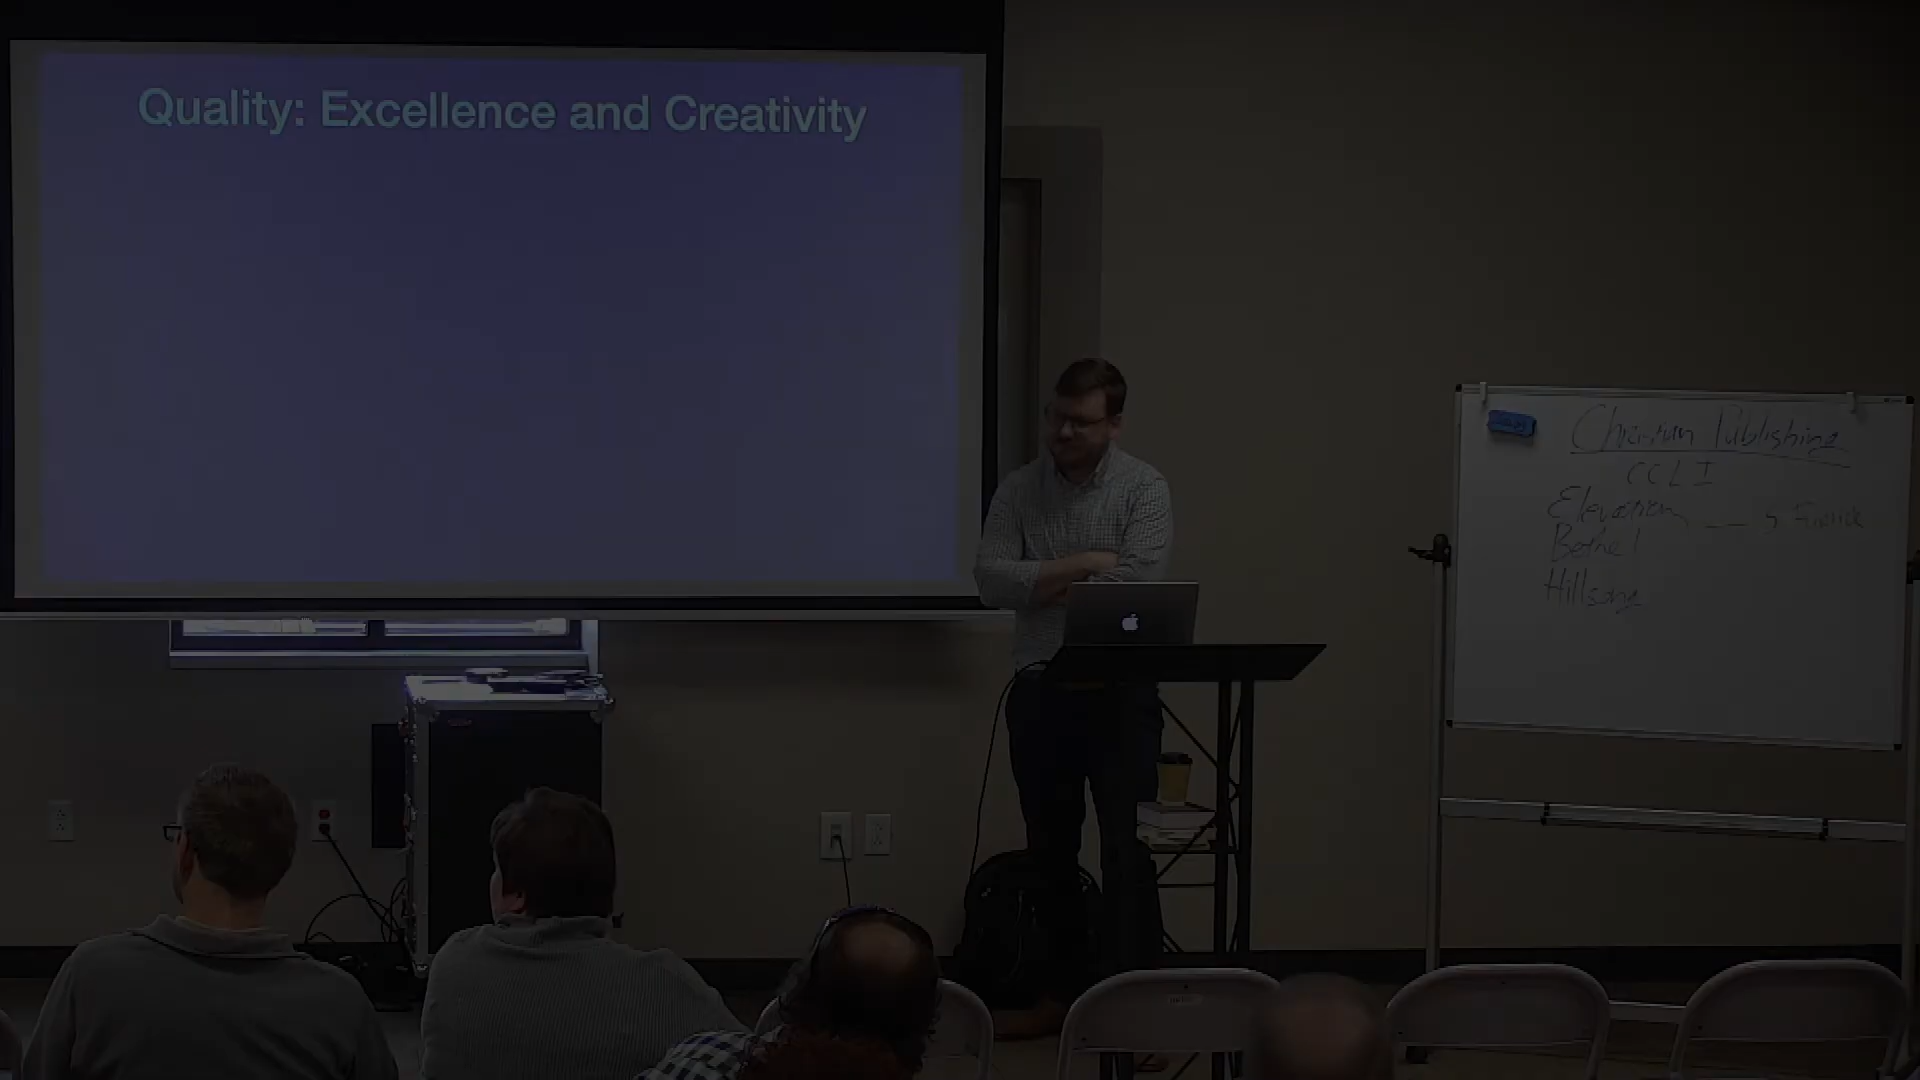 Quality: Excellence and Creativity
Christian Publishing
CCLI
Elevation
Bethel
Hillsong